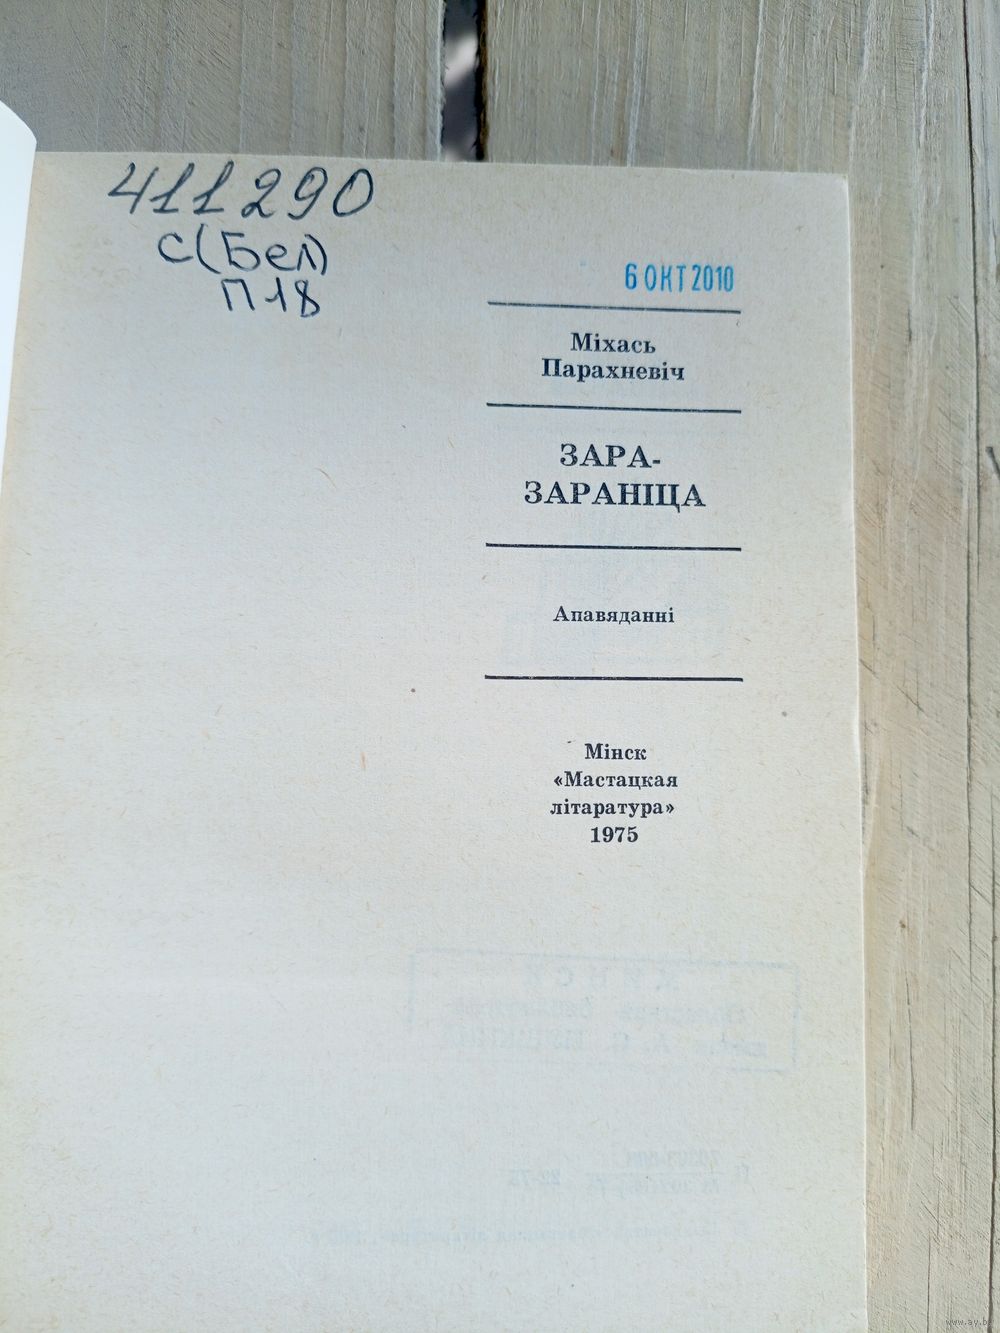 411290
С(Бел)
П18
6 ОКТ 2010
Міхась
Парахневіч
ЗАРА-
ЗАРАНІЦА
Апавяданні
Мінск
«Мастацкая
літаратура»
1975